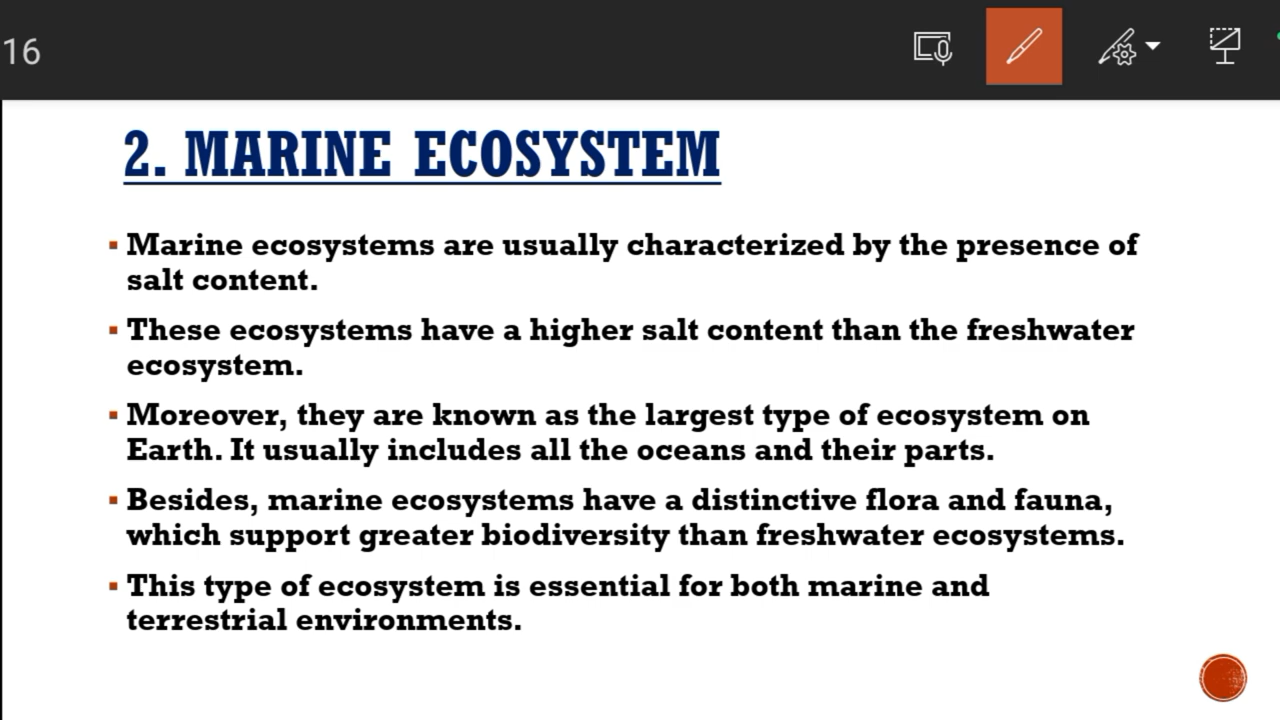 16
2. MARINE ECOSYSTEM
▪ Marine ecosystems are usually characterized by the presence of
salt content.
▪ These ecosystems have a higher salt content than the freshwater
ecosystem.
▪ Moreover, they are known as the largest type of ecosystem on
Earth. It usually includes all the oceans and their parts.
▪ Besides, marine ecosystems have a distinctive flora and fauna,
which support greater biodiversity than freshwater ecosystems.
▪ This type of ecosystem is essential for both marine and
terrestrial environments.